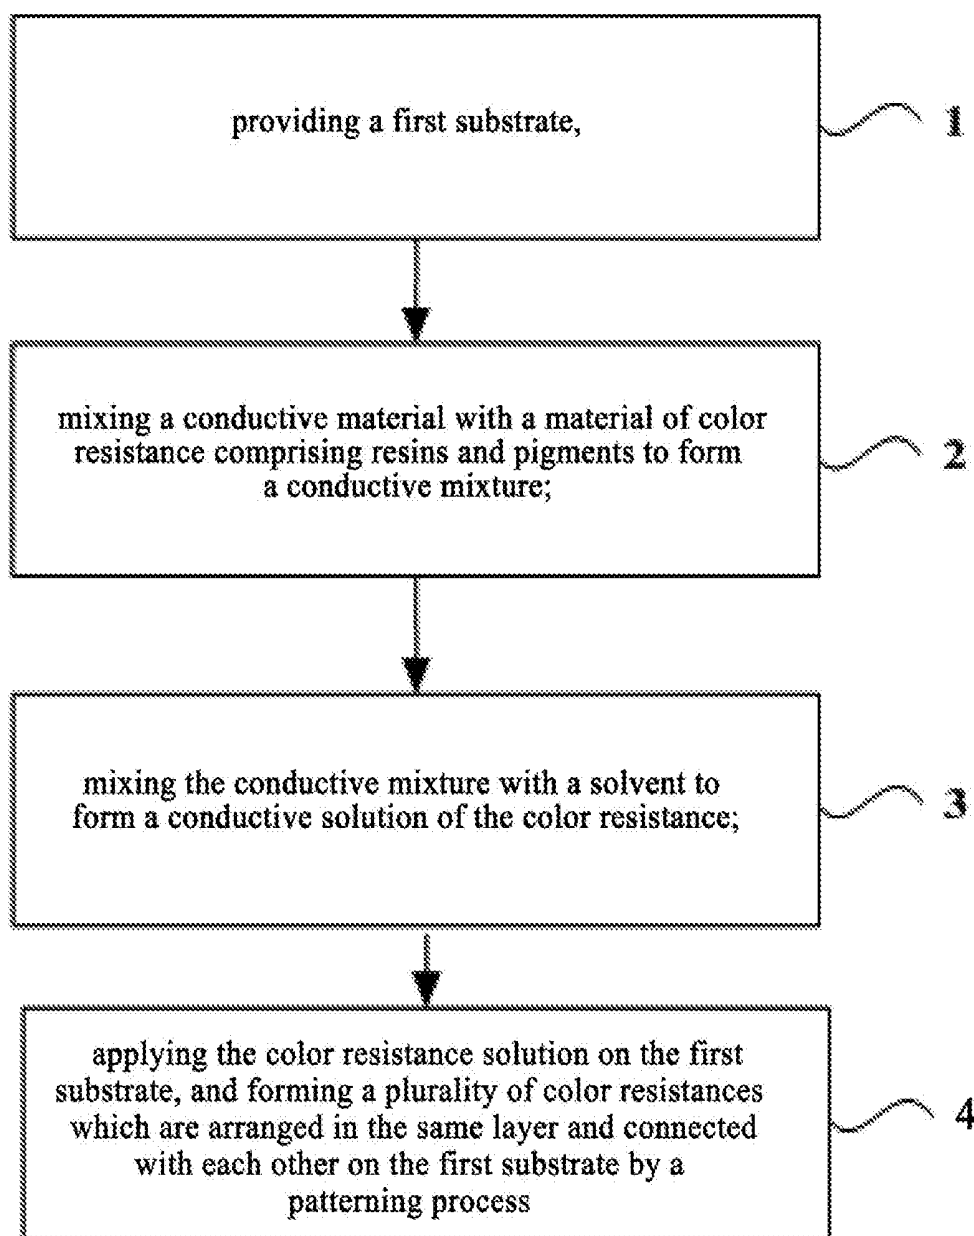 providing a first substrate,
1
mixing a conductive material with a material of color
resistance comprising resins and pigments to form
a conductive mixture;
2
mixing the conductive mixture with a solvent to
form a conductive solution of the color resistance;
3
applying the color resistance solution on the first
substrate, and forming a plurality of color resistances
which are arranged in the same layer and connected
with each other on the first substrate by a
patterning process
4